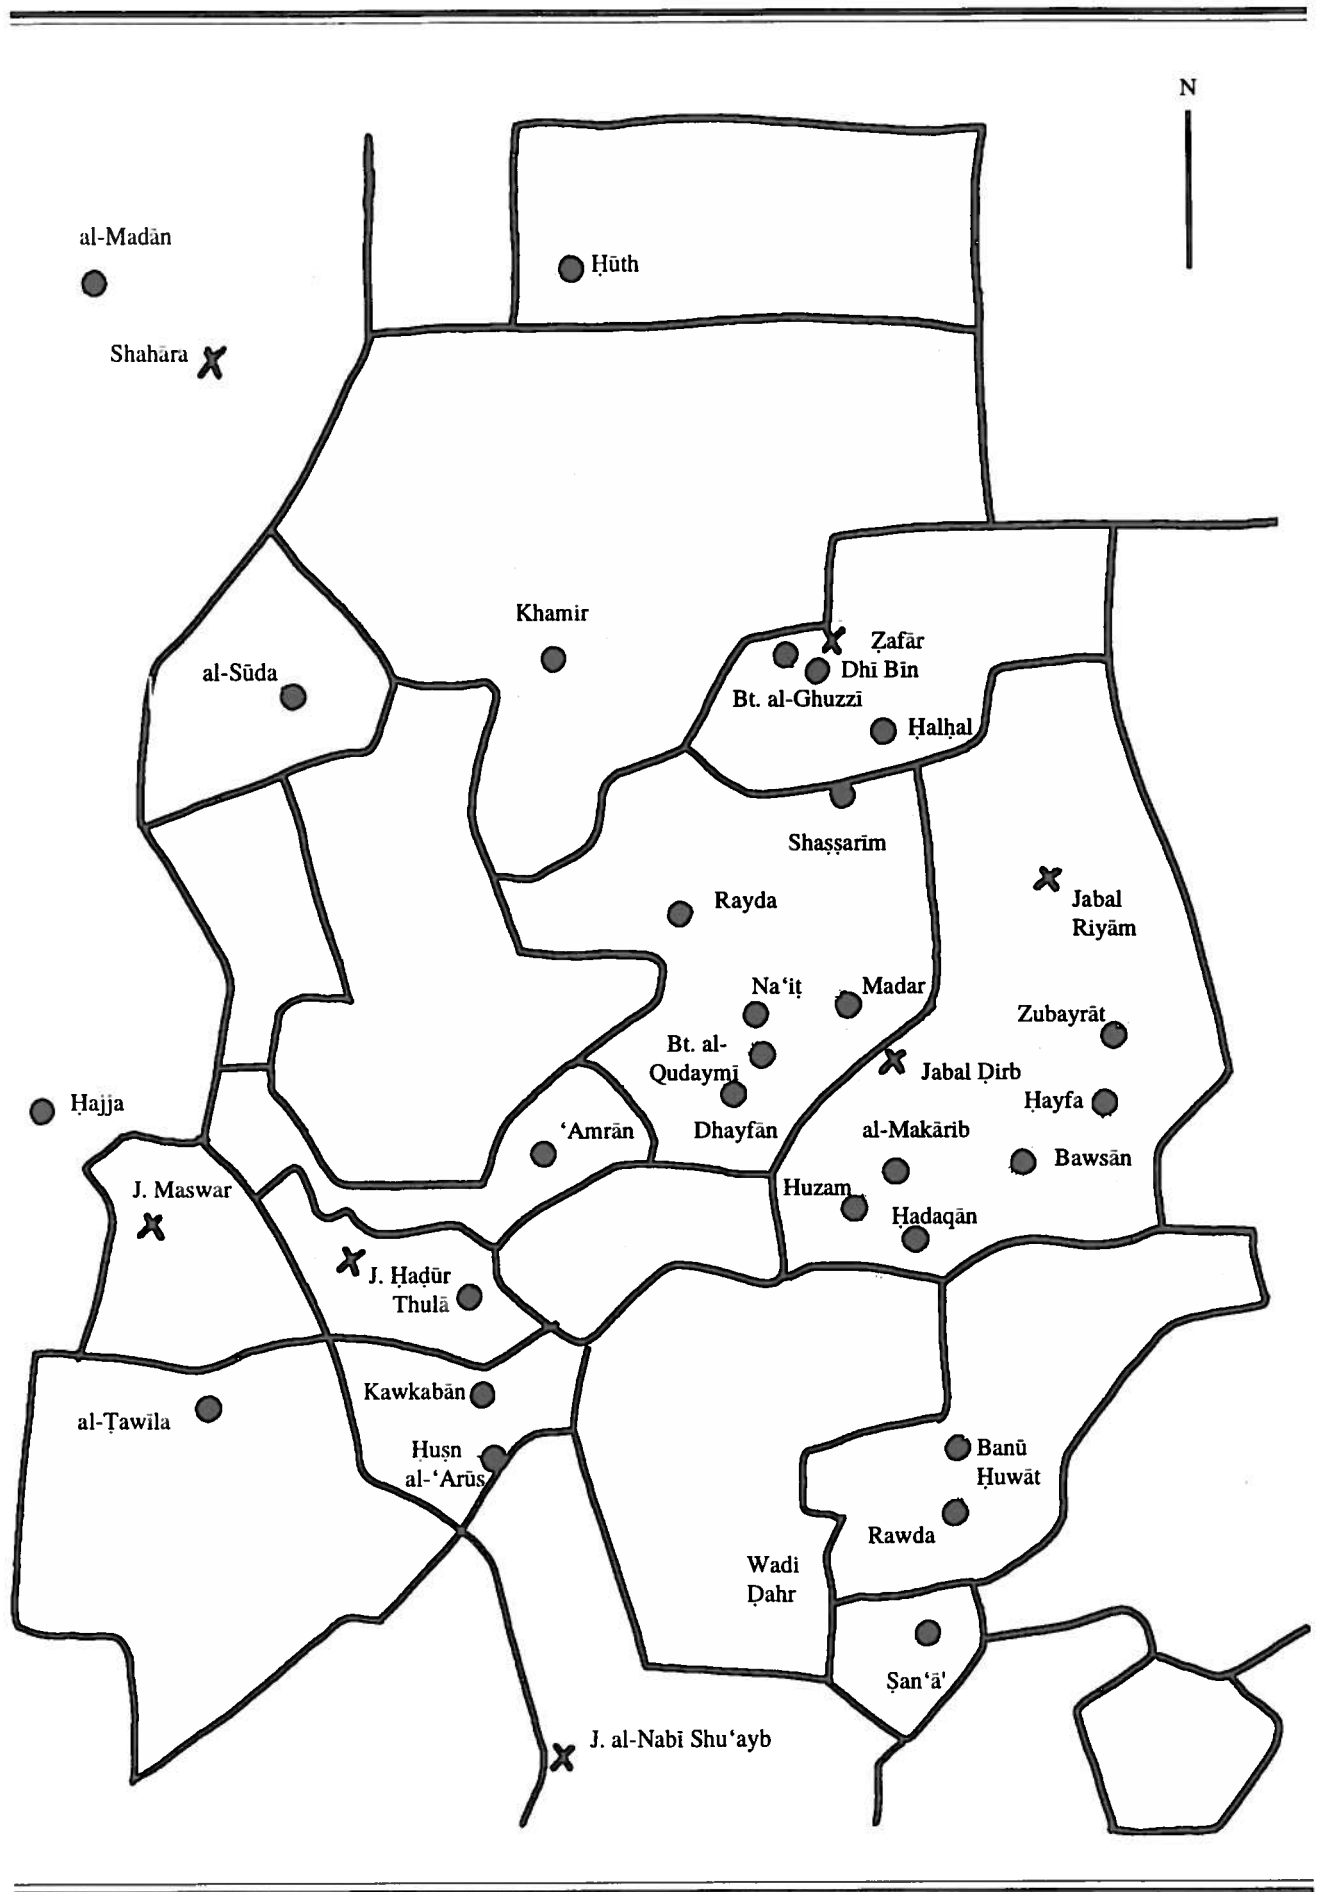 N
al-Madān
Ḥūth
Shahāra
Khamir
Ẓafār
al-Sūda
Dhī Bīn
Bt. al-Ghuzzī
Ḥalḥal
Shaṣṣarīm
Rayda
Jabal
Riyām
Na‘iṭ
Madar
Zubayrāt
Bt. al-
Qudaymī
Jabal Ḍirb
Ḥajja
Ḥayfa
‘Amrān
Dhayfān
al-Makārib
Bawsān
J. Maswar
Huzam
Ḥadaqān
J. Ḥaḍūr
Thulā
Kawkabān
al-Ṭawīla
Ḥuṣn
al-‘Arūs
Banū
Ḥuwāt
Rawda
Wadi
Ḍahr
Ṣan‘ā'
J. al-Nabī Shu‘ayb